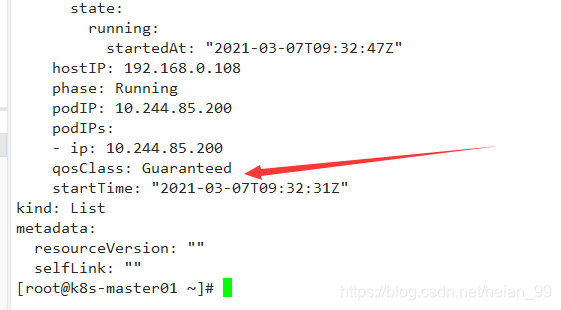 state:
running:
startedAt: "2021-03-07T09:32:47Z"
hostIP: 192.168.0.108
phase: Running
podIP: 10.244.85.200
podIPs:
- ip: 10.244.85.200
qosClass: Guaranteed
startTime: "2021-03-07T09:32:31Z"
kind: List
metadata:
resourceVersion: ""
selfLink: ""
[root@k8s-master01 ~]#
https://blog.csdn.net/heian_99